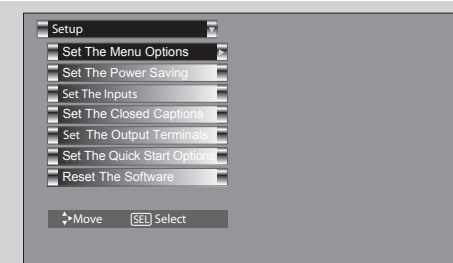 Setup
Set The Menu Options
Set The Power Saving
Set The Inputs
Set The Closed Captions
Set The Output Terminals
Set The Quick Start Options
Reset The Software
Move SEL Select